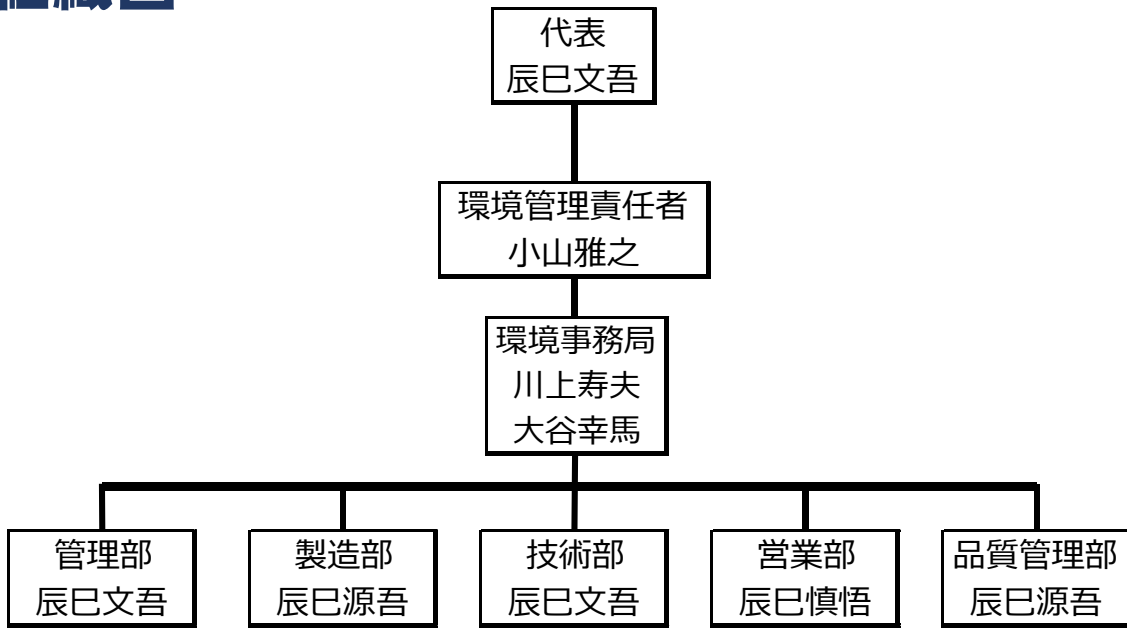 代表
辰巳文吾
環境管理責任者
小山雅之
環境事務局
川上寿夫
大谷幸馬
管理部
辰巳文吾
製造部
辰巳源吾
技術部
辰巳文吾
営業部
辰巳慎悟
品質管理部
辰巳源吾